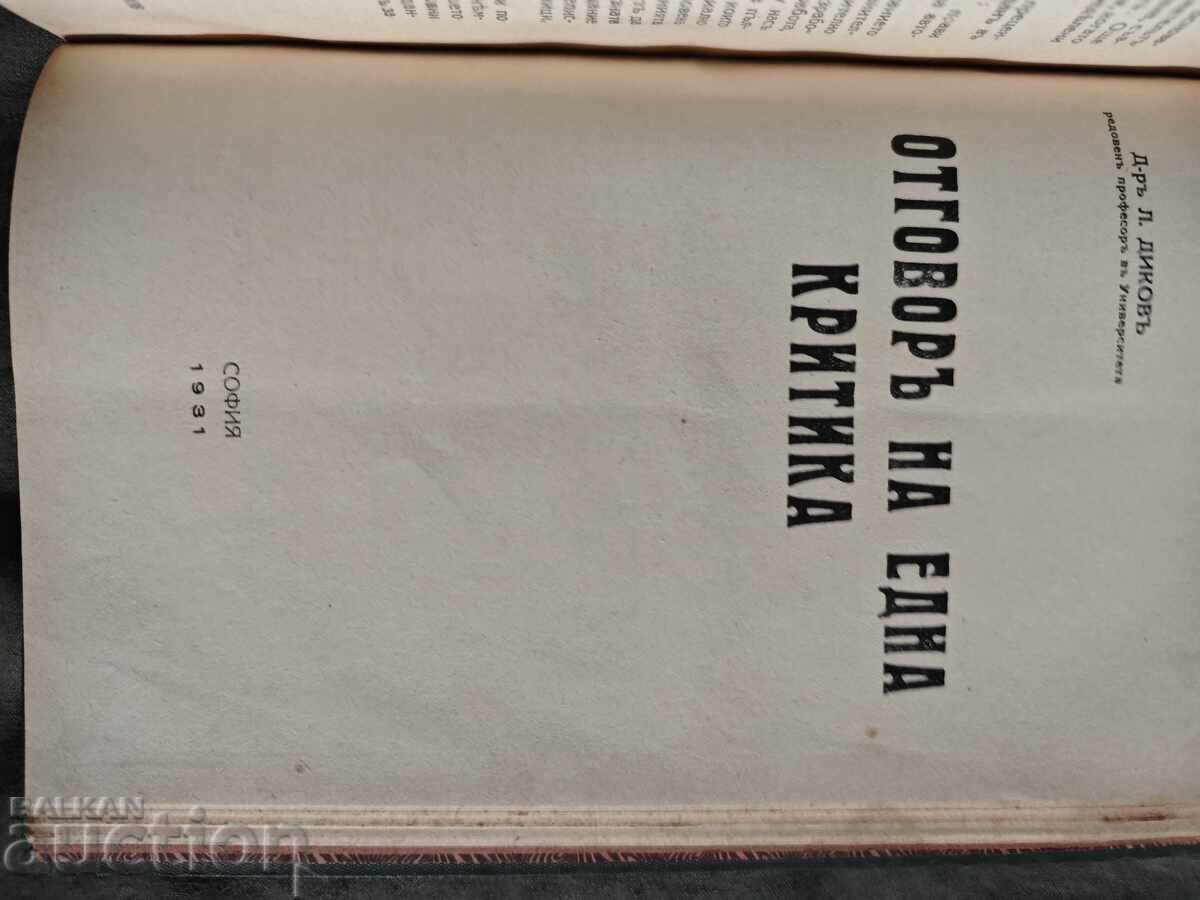 Д-ръ Л. ДИКОВЪ
редовенъ професоръ въ Университета
ОТГОВОРЪ НА ЕДНА
КРИТИКА
СОФИЯ
1931
BALKAN
auction